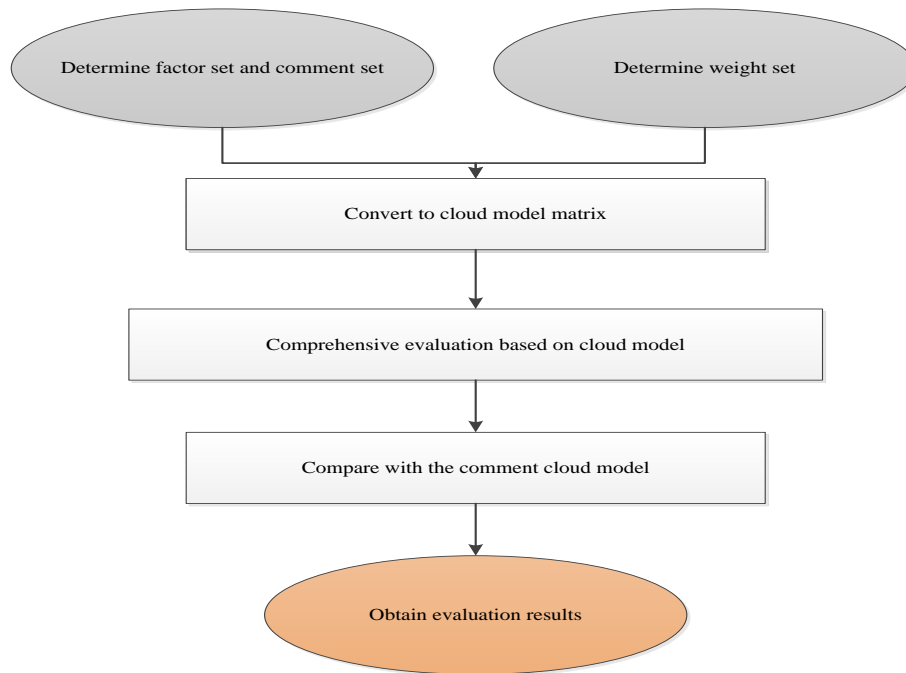 Determine factor set and comment set
Determine weight set
Convert to cloud model matrix
Comprehensive evaluation based on cloud model
Compare with the comment cloud model
Obtain evaluation results